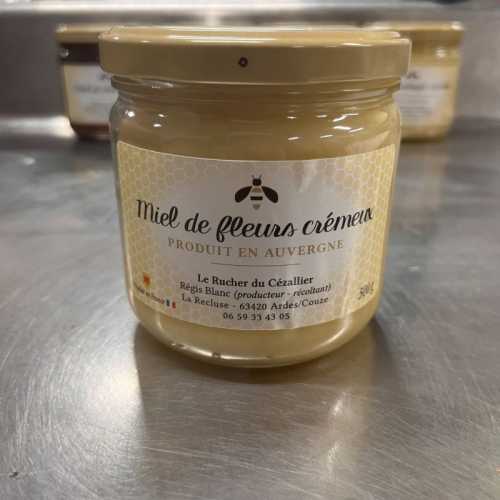 Miel de fleurs crémeux
PRODUIT EN AUVERGNE
Le Rucher du Cézallier
Régis Blanc (producteur - récoltant)
La Recluse - 63420 Ardes/Couze
06 59 33 43 05
500g